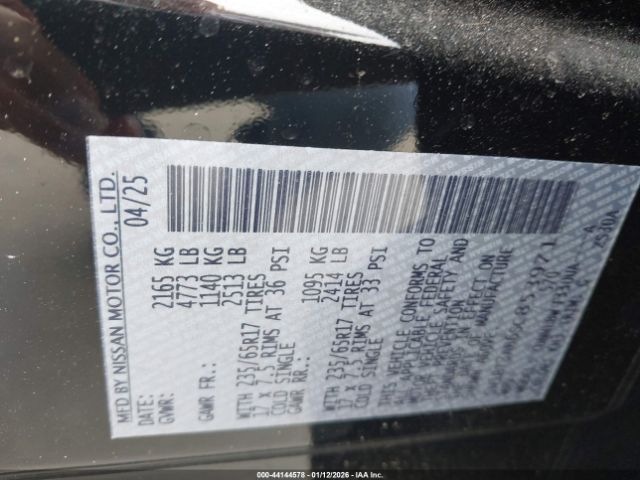 MFD BY NISSAN MOTOR CO., LTD.
DATE: 04/25
GVWR: 2165 KG
4773 LB
GAWR FR.: 1140 KG
2513 LB
WITH 235/65R17 TIRES
17 X 7.5 RIMS AT 36 PSI
COLD SINGLE
GAWR RR.: 1095 KG
2414 LB
WITH 235/65R17 TIRES
17 X 7.5 RIMS AT 33 PSI
COLD SINGLE
THIS VEHICLE CONFORMS TO
ALL APPLICABLE FEDERAL
MOTOR VEHICLE SAFETY AND
THEFT PREVENTION
STANDARDS IN EFFECT ON
THE DATE OF MANUFACTURE
853971
A
00-44144578 | 01/12/2026 - IAA Inc.